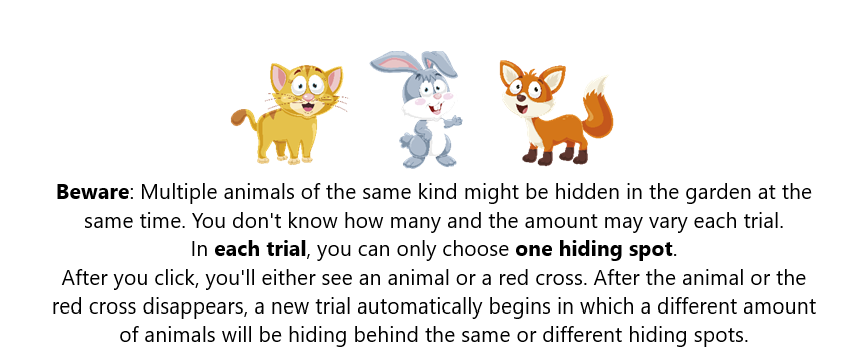 Beware: Multiple animals of the same kind might be hidden in the garden at the
same time. You don't know how many and the amount may vary each trial.
In each trial, you can only choose one hiding spot.
After you click, you'll either see an animal or a red cross. After the animal or the
red cross disappears, a new trial automatically begins in which a different amount
of animals will be hiding behind the same or different hiding spots.